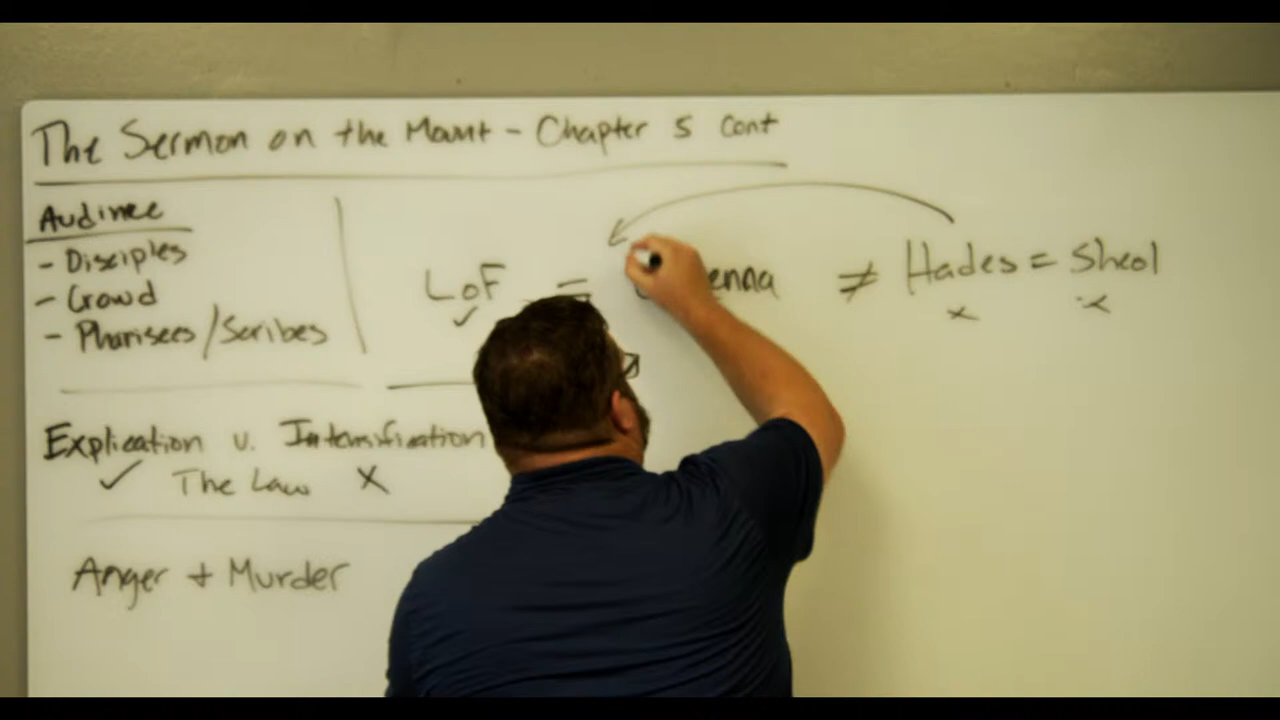 The Sermon on the Mount - Chapter 5 Cont
Audince
- Disciples
- Crowd
- Pharisees/Scribes
LoF = enna ≠ Hades = Sheol
✓ x x
Explication v. Intensification
✓ The Law X
Anger + Murder